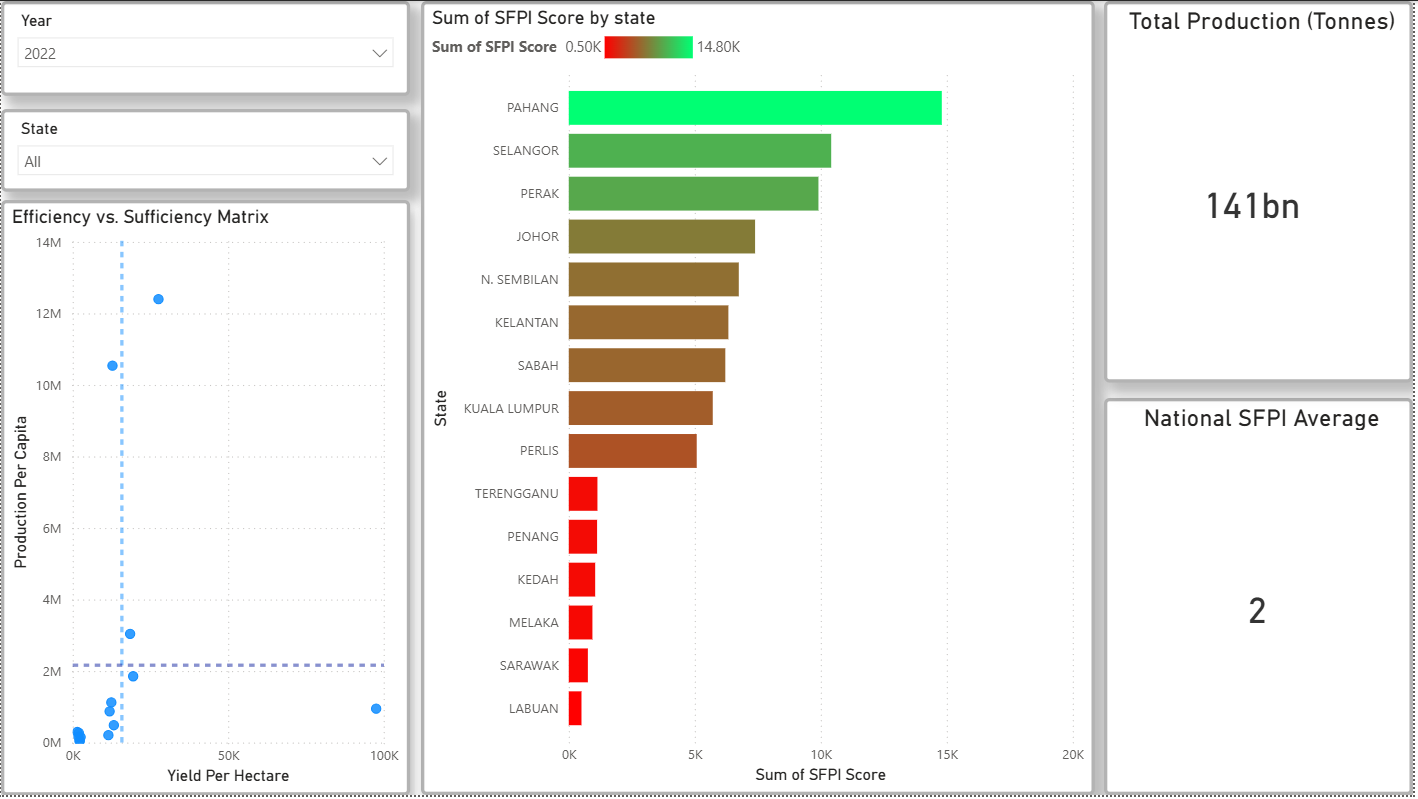 Year
2022
State
All
Efficiency vs. Sufficiency Matrix
14M
12M
10M
8M
6M
4M
2M
0M
Production Per Capita
0K
50K
100K
Yield Per Hectare
Sum of SFPI Score by state
Sum of SFPI Score 0.50K 14.80K
State
PAHANG
SELANGOR
PERAK
JOHOR
N. SEMBILAN
KELANTAN
SABAH
KUALA LUMPUR
PERLIS
TERENGGANU
PENANG
KEDAH
MELAKA
SARAWAK
LABUAN
0K
5K
10K
15K
20K
Sum of SFPI Score
Total Production (Tonnes)
141bn
National SFPI Average
2